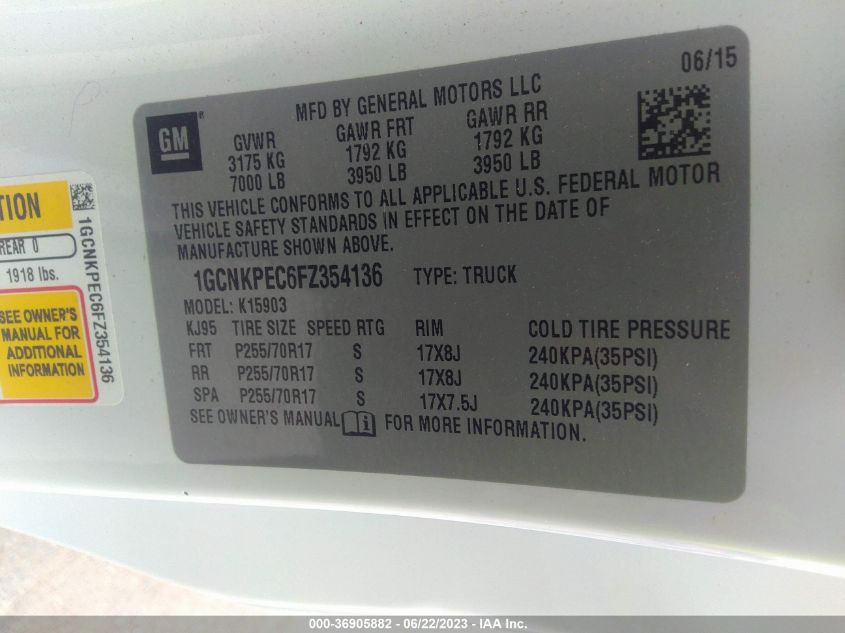 06/15
MFD BY GENERAL MOTORS LLC
GM®
GVWR GAWR FRT GAWR RR
3175 KG 1792 KG 1792 KG
7000 LB 3950 LB 3950 LB
THIS VEHICLE CONFORMS TO ALL APPLICABLE U.S. FEDERAL MOTOR
VEHICLE SAFETY STANDARDS IN EFFECT ON THE DATE OF
MANUFACTURE SHOWN ABOVE.
1GCNKPEC6FZ354136 TYPE: TRUCK
MODEL: K15903
KJ95 TIRE SIZE SPEED RTG RIM COLD TIRE PRESSURE
FRT P255/70R17 S 17X8J 240KPA(35PSI)
RR P255/70R17 S 17X8J 240KPA(35PSI)
SPA P255/70R17 S 17X7.5J 240KPA(35PSI)
SEE OWNER'S MANUAL i FOR MORE INFORMATION.
TION
REAR 0
1918 lbs.
SEE OWNER'S
MANUAL FOR
ADDITIONAL
INFORMATION
1GCNKPEC6FZ354136
000-36905882 - 06/22/2023 - IAA Inc.